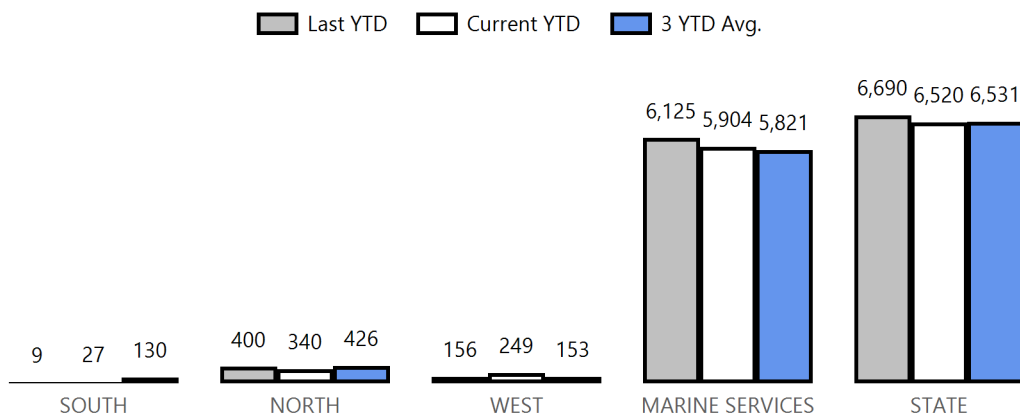 Last YTD Current YTD 3 YTD Avg.
6,690 6,520 6,531
6,125 5,904 5,821
9 27 130 400 340 426 156 249 153
SOUTH NORTH WEST MARINE SERVICES STATE